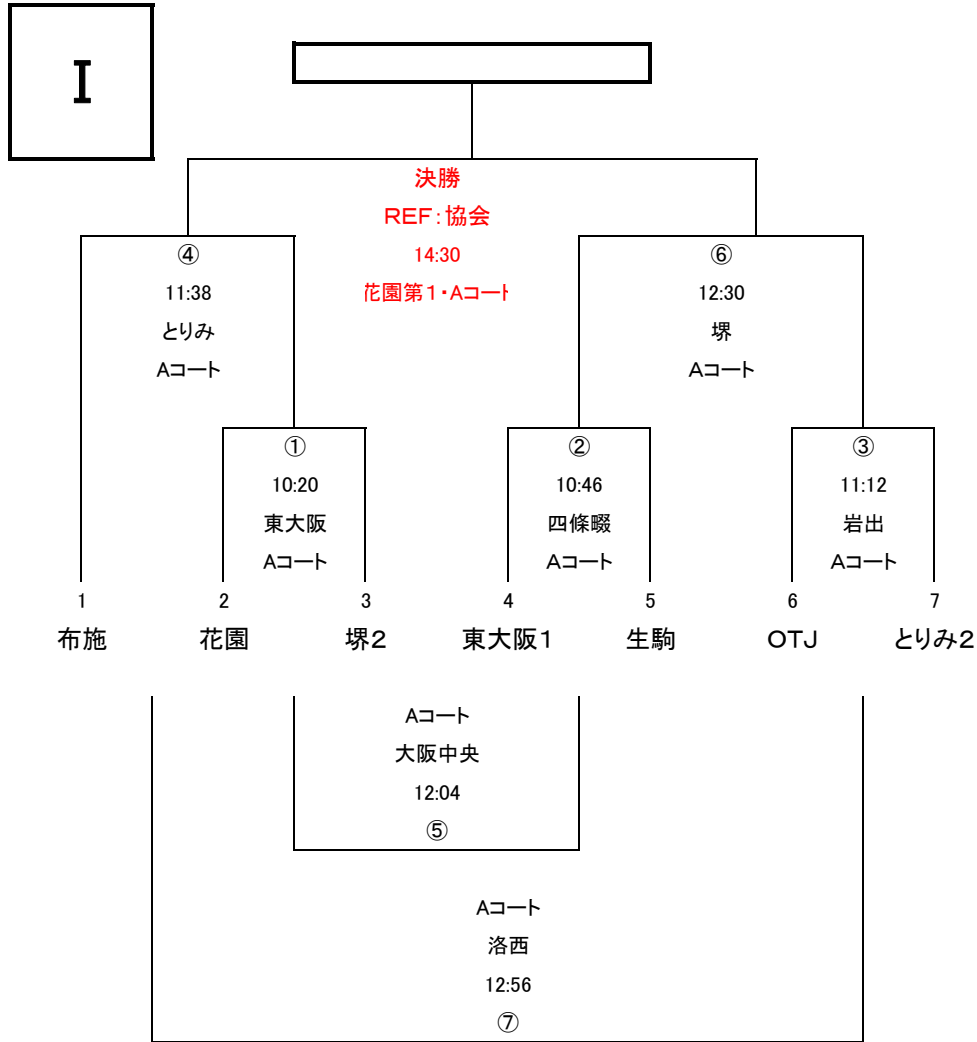 I
決勝
REF:協会
14:30
花園第1・Aコート
④
11:38
とりみ
Aコート
⑥
12:30
堺
Aコート
①
10:20
東大阪
Aコート
②
10:46
四條畷
Aコート
③
11:12
岩出
Aコート
1 2 3 4 5 6 7
布施 花園 堺2 東大阪1 生駒 OTJ とりみ2
Aコート
大阪中央
12:04
⑤
Aコート
洛西
12:56
⑦